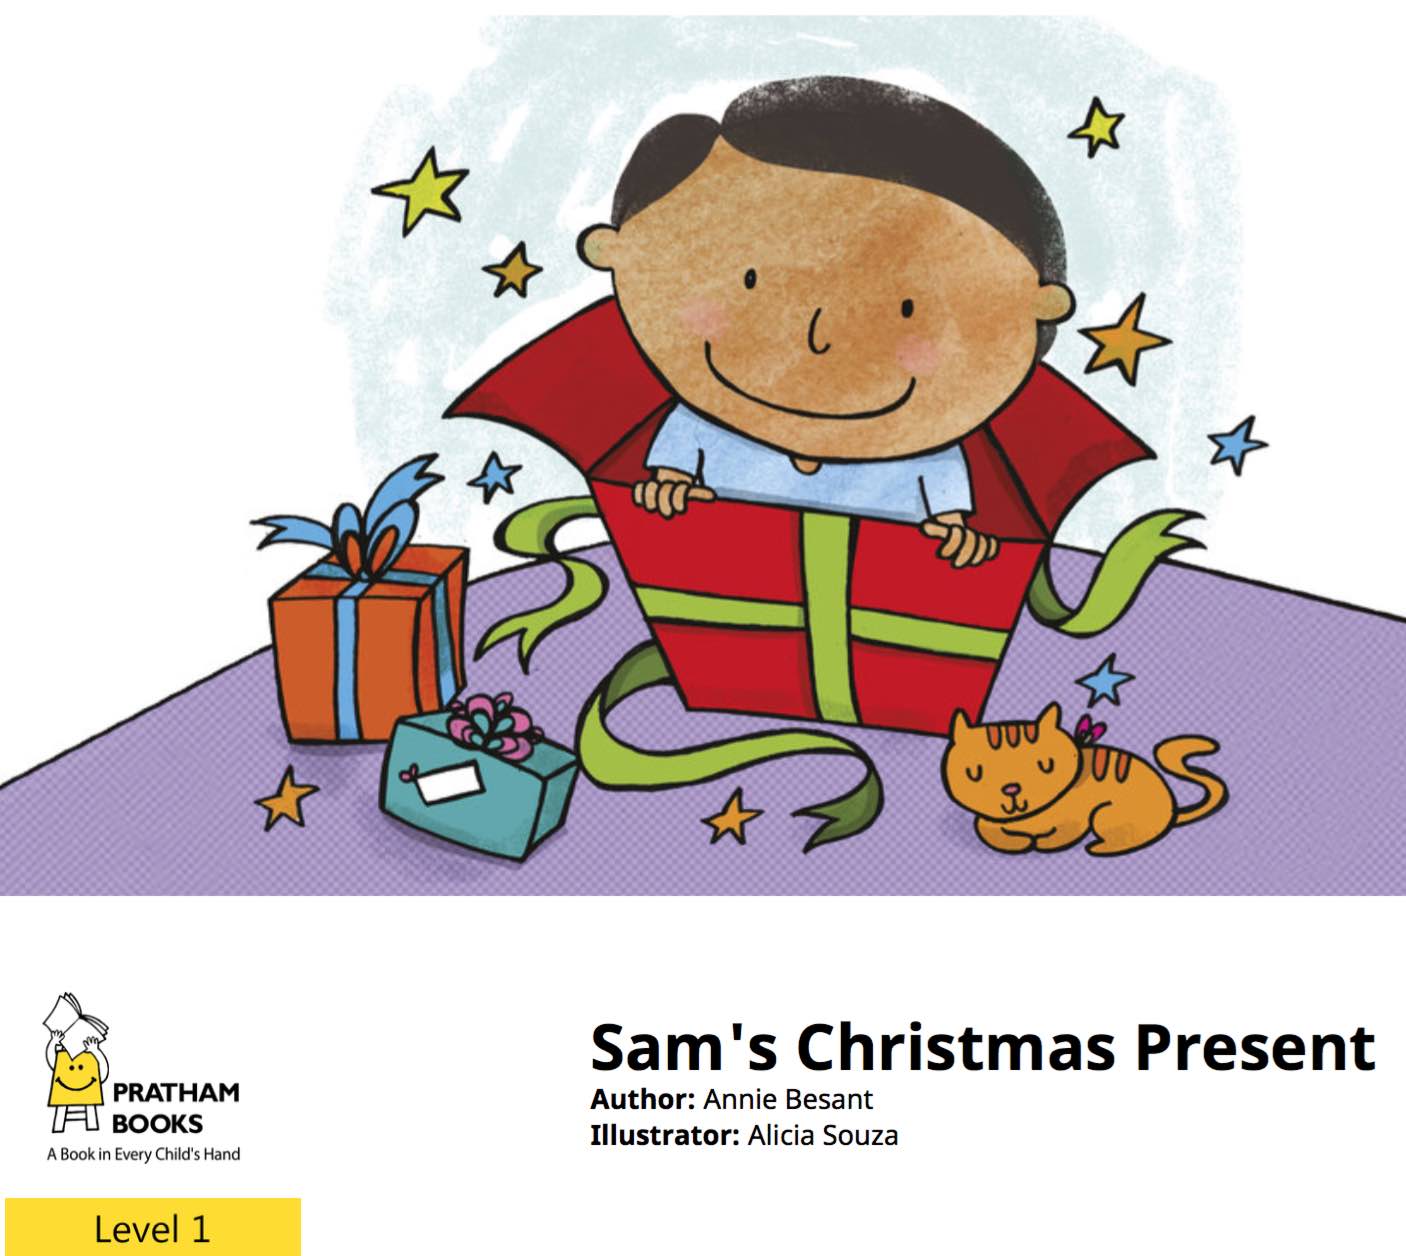 Sam's Christmas Present
Author: Annie Besant
Illustrator: Alicia Souza
PRATHAM
BOOKS
A Book in Every Child's Hand
Level 1